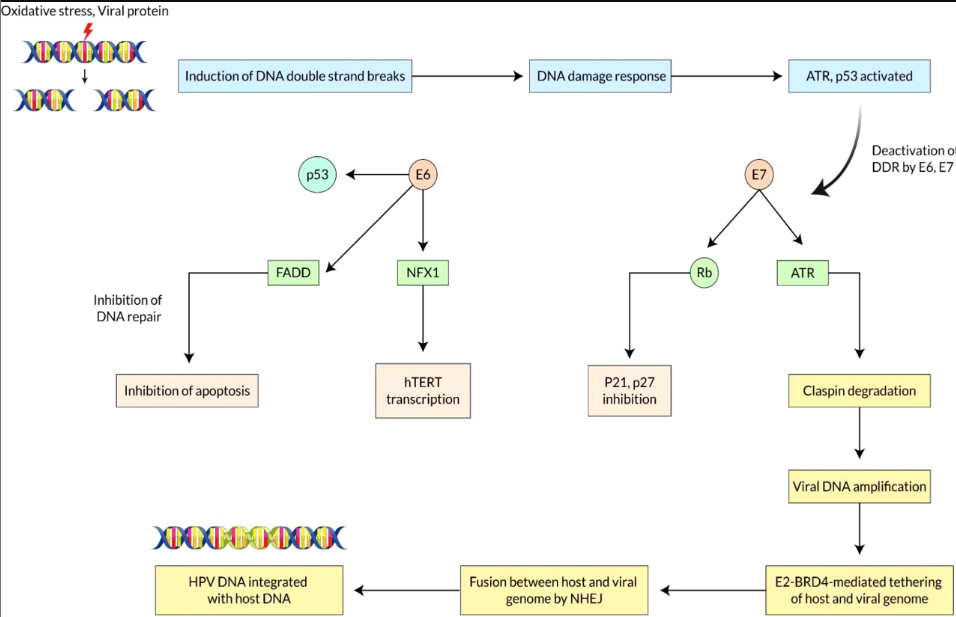 Oxidative stress, Viral protein
Induction of DNA double strand breaks
DNA damage response
ATR, p53 activated
Deactivation of
DDR by E6, E7
p53
E6
E7
FADD
NFX1
Rb
ATR
Inhibition of
DNA repair
Inhibition of apoptosis
hTERT
transcription
P21, p27
inhibition
Claspin degradation
Viral DNA amplification
E2-BRD4-mediated tethering
of host and viral genome
Fusion between host and viral
genome by NHEJ
HPV DNA integrated
with host DNA